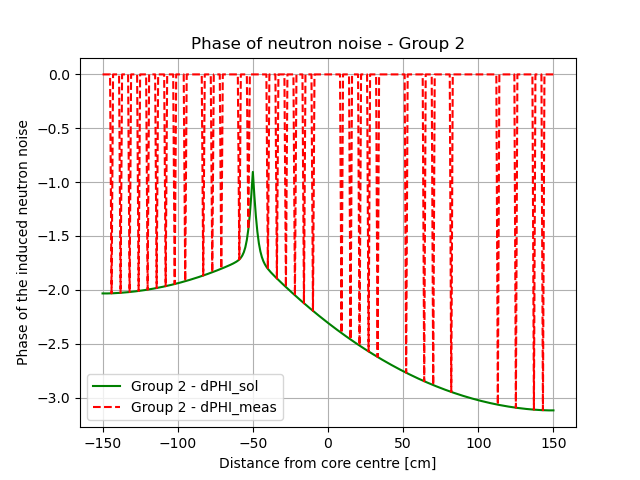 Phase of neutron noise - Group 2
Phase of the induced neutron noise
0.0
−0.5
−1.0
−1.5
−2.0
−2.5
−3.0
Group 2 - dPHI_sol
Group 2 - dPHI_meas
−150
−100
−50
0
50
100
150
Distance from core centre [cm]